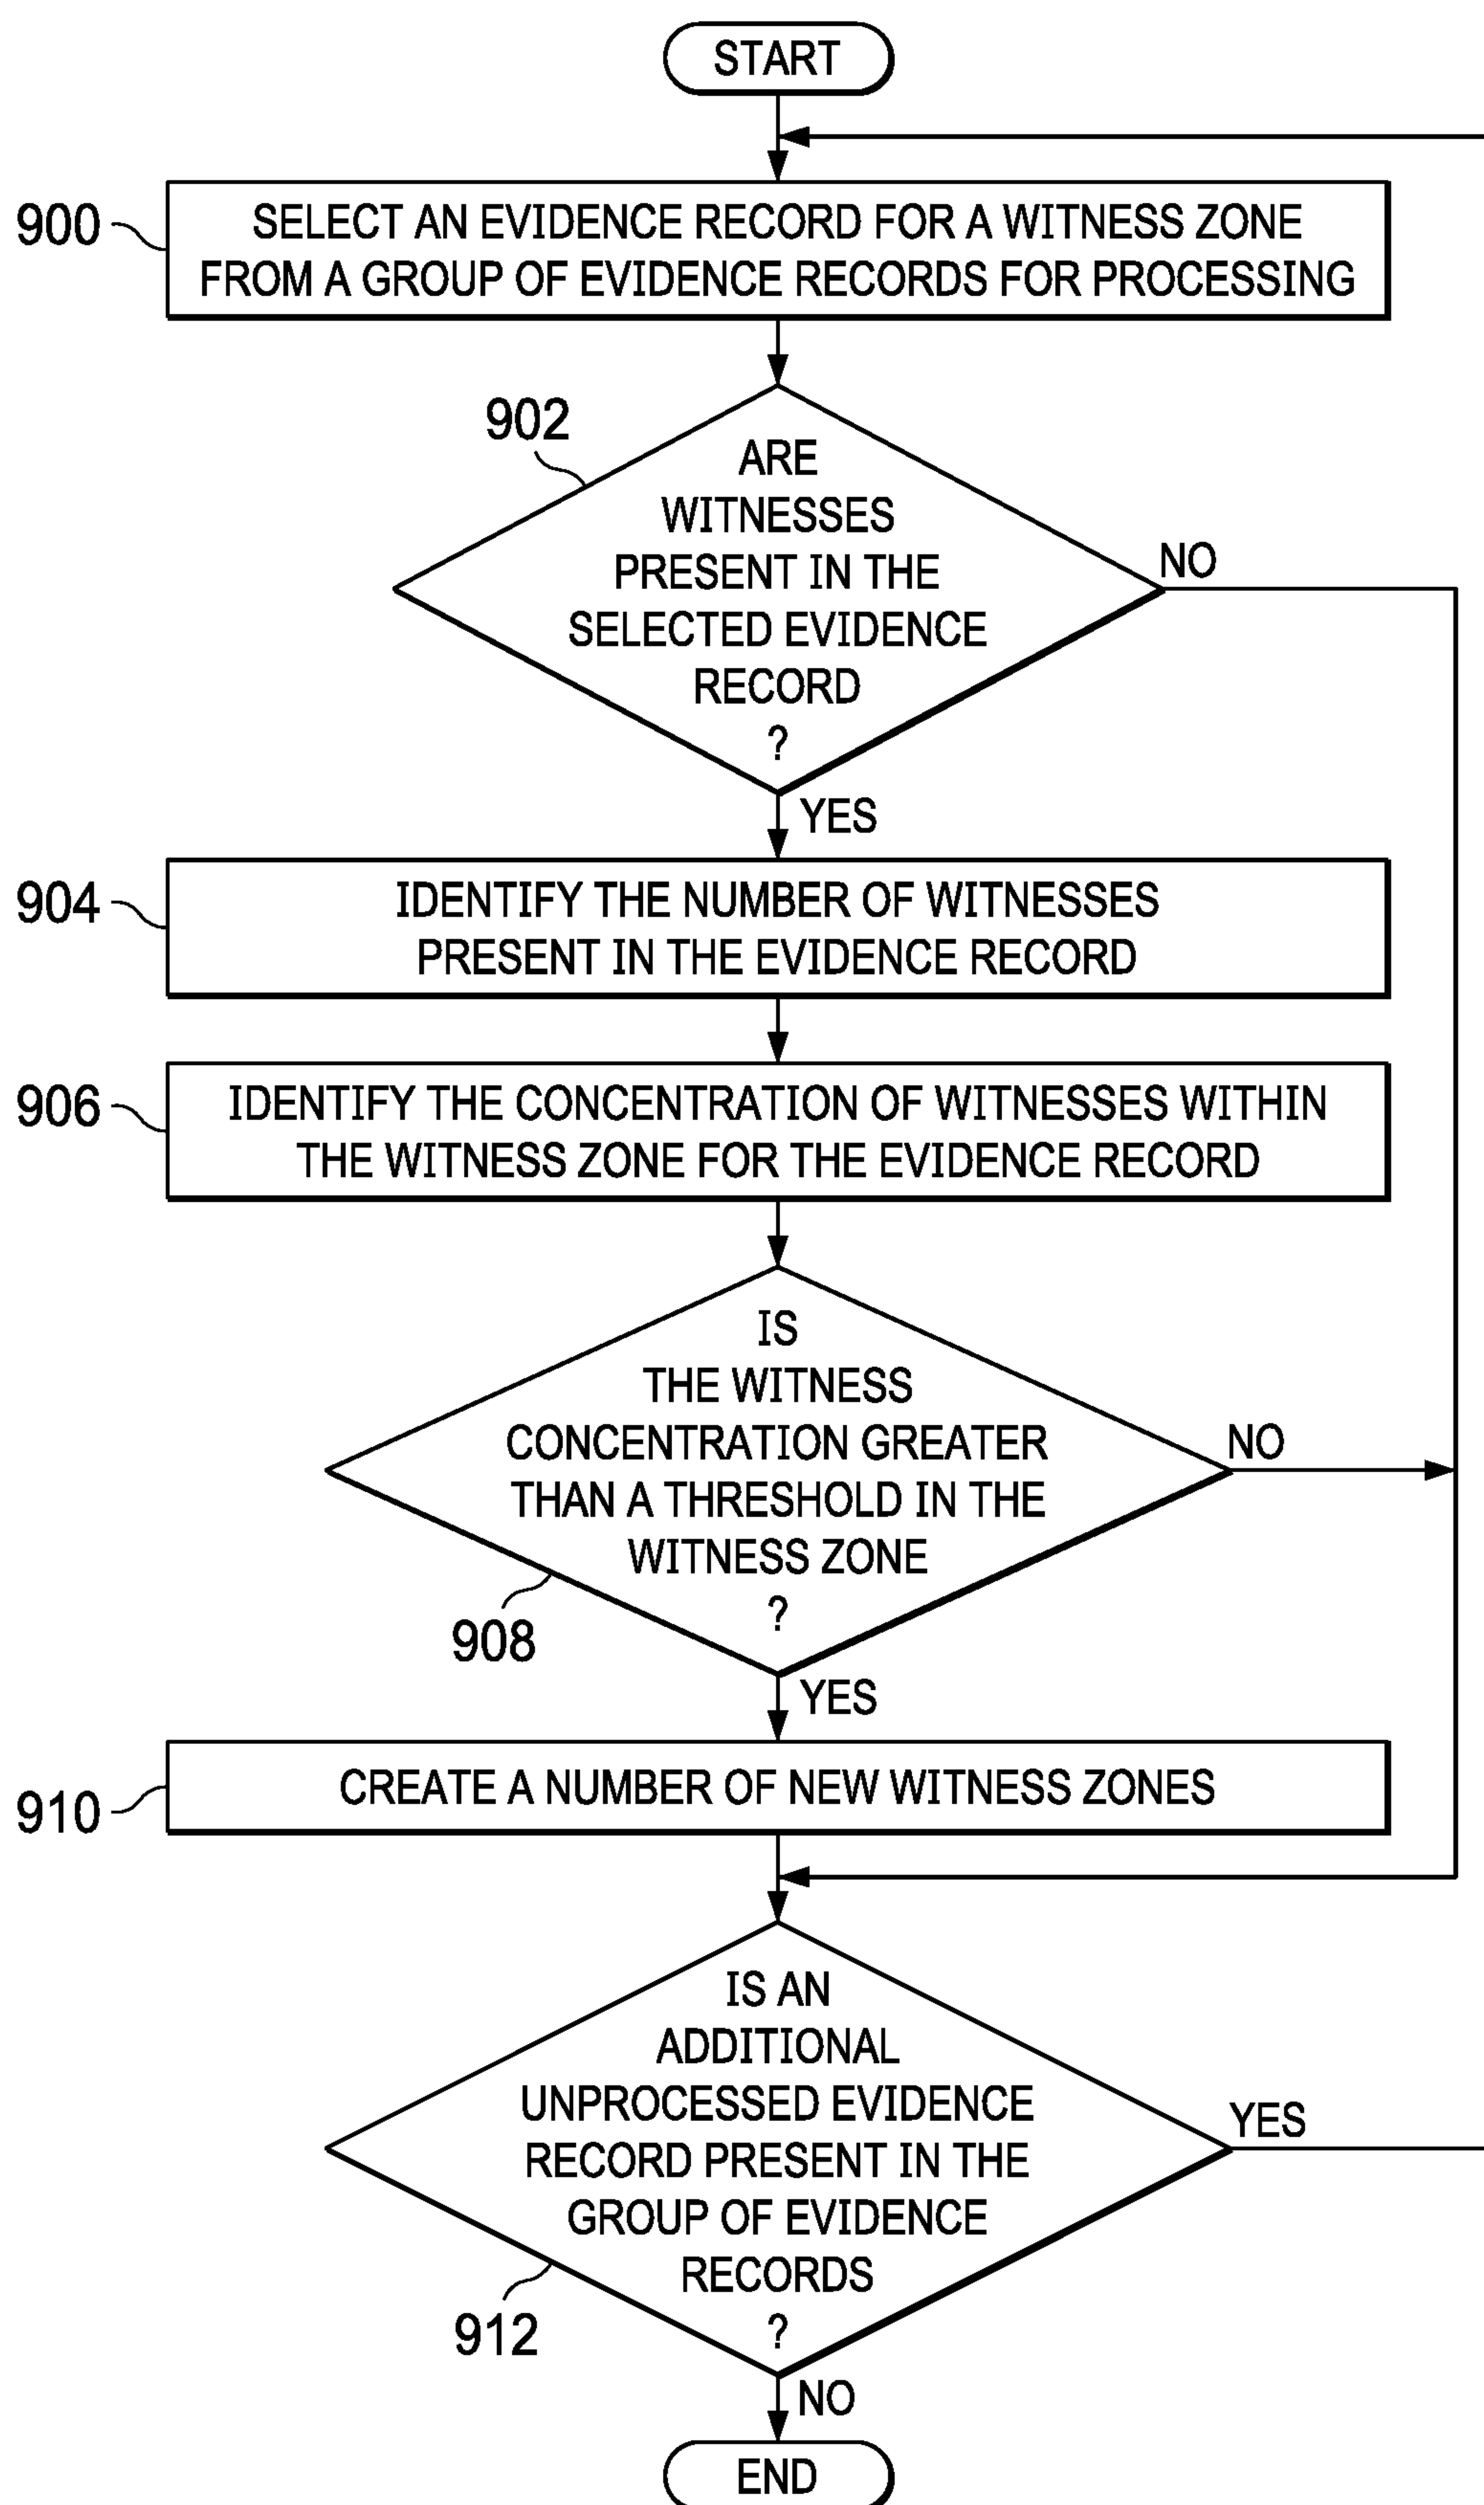 START
900
SELECT AN EVIDENCE RECORD FOR A WITNESS ZONE
FROM A GROUP OF EVIDENCE RECORDS FOR PROCESSING
902
ARE
WITNESSES
PRESENT IN THE
SELECTED EVIDENCE
RECORD
?
NO
YES
904
IDENTIFY THE NUMBER OF WITNESSES
PRESENT IN THE EVIDENCE RECORD
906
IDENTIFY THE CONCENTRATION OF WITNESSES WITHIN
THE WITNESS ZONE FOR THE EVIDENCE RECORD
IS
THE WITNESS
CONCENTRATION GREATER
THAN A THRESHOLD IN THE
WITNESS ZONE
?
NO
908
YES
910
CREATE A NUMBER OF NEW WITNESS ZONES
IS AN
ADDITIONAL
UNPROCESSED EVIDENCE
RECORD PRESENT IN THE
GROUP OF EVIDENCE
RECORDS
?
YES
912
NO
END